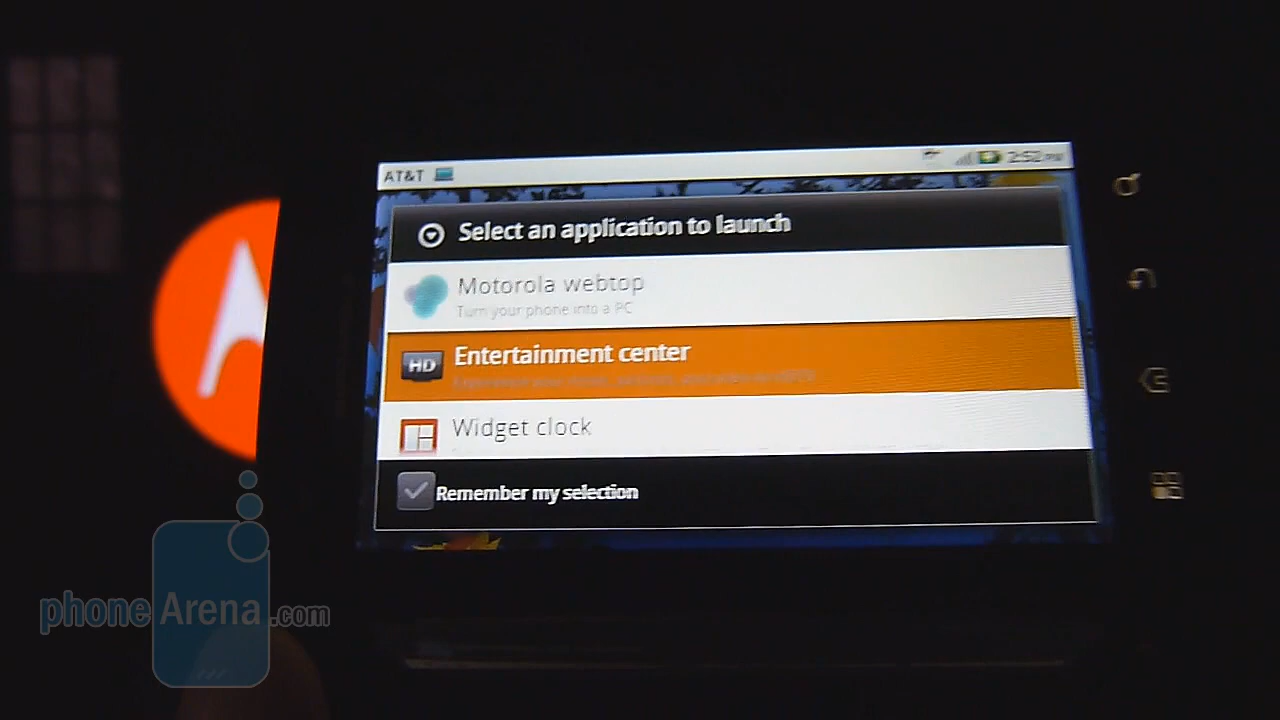 AT&T 2:52 PM
Select an application to launch
Motorola webtop
Turn your phone into a PC
HD Entertainment center
Widget clock
Remember my selection
phoneArena.com